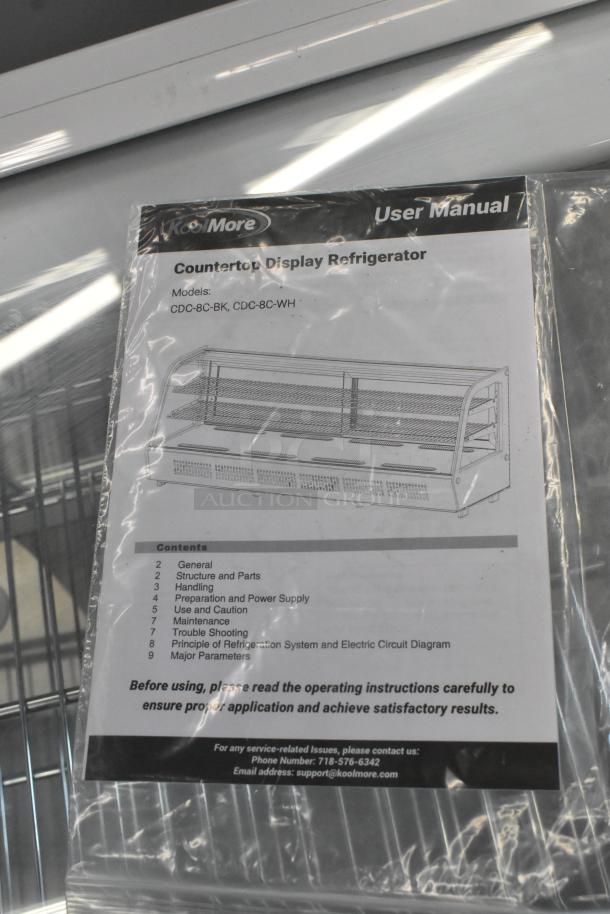 KoolMore
User Manual
Countertop Display Refrigerator
Models:
CDC-8C-BK, CDC-8C-WH
AUCTION GROUP
Contents
2 General
2 Structure and Parts
3 Handling
4 Preparation and Power Supply
5 Use and Caution
7 Maintenance
7 Trouble Shooting
8 Principle of Refrigeration System and Electric Circuit Diagram
9 Major Parameters
Before using, please read the operating instructions carefully to
ensure proper application and achieve satisfactory results.
For any service-related Issues, please contact us:
Phone Number: 718-576-6342
Email address: support@koolmore.com